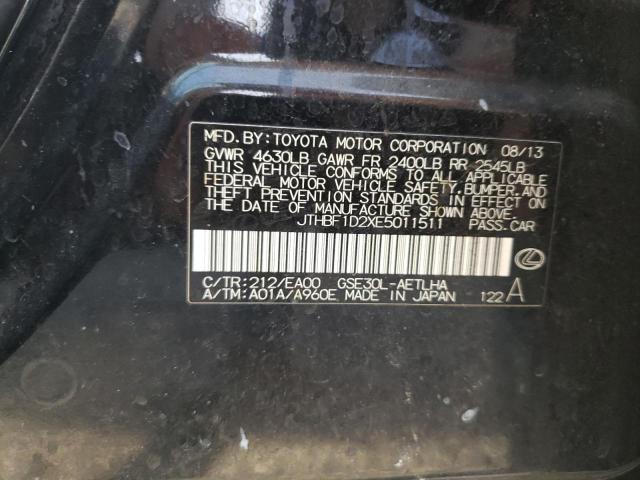 MFD. BY: TOYOTA MOTOR CORPORATION 08/13
GVWR 4630LB GAWR FR 2400LB RR 2545LB
THIS VEHICLE CONFORMS TO ALL APPLICABLE
FEDERAL MOTOR VEHICLE SAFETY, BUMPER, AND
THEFT PREVENTION STANDARDS IN EFFECT ON
THE DATE OF MANUFACTURE SHOWN ABOVE.
JTHBF1D2XE5011511 PASS.CAR
C/TR:212/EA00 GSE30L-AETLHA
A/TM:A01A/A960E MADE IN JAPAN 122A